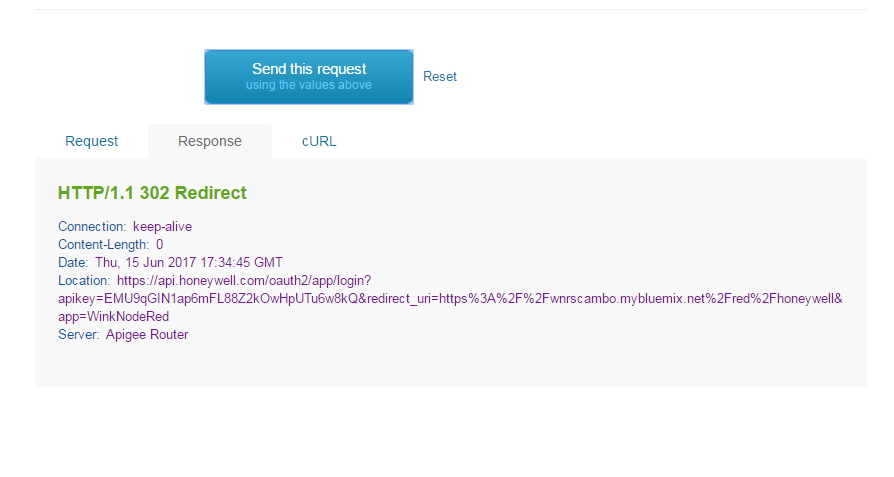 Send this request
using the values above
Reset
Request
Response
cURL
HTTP/1.1 302 Redirect
Connection: keep-alive
Content-Length: 0
Date: Thu, 15 Jun 2017 17:34:45 GMT
Location: https://api.honeywell.com/oauth2/app/login?
apikey=EMU9qGIN1ap6mFL88Z2kOwHpUTu6w8kQ&redirect_uri=https%3A%2F%2Fwnrscambo.mybluemix.net%2Fred%2Fhoneywell&
app=WinkNodeRed
Server: Apigee Router